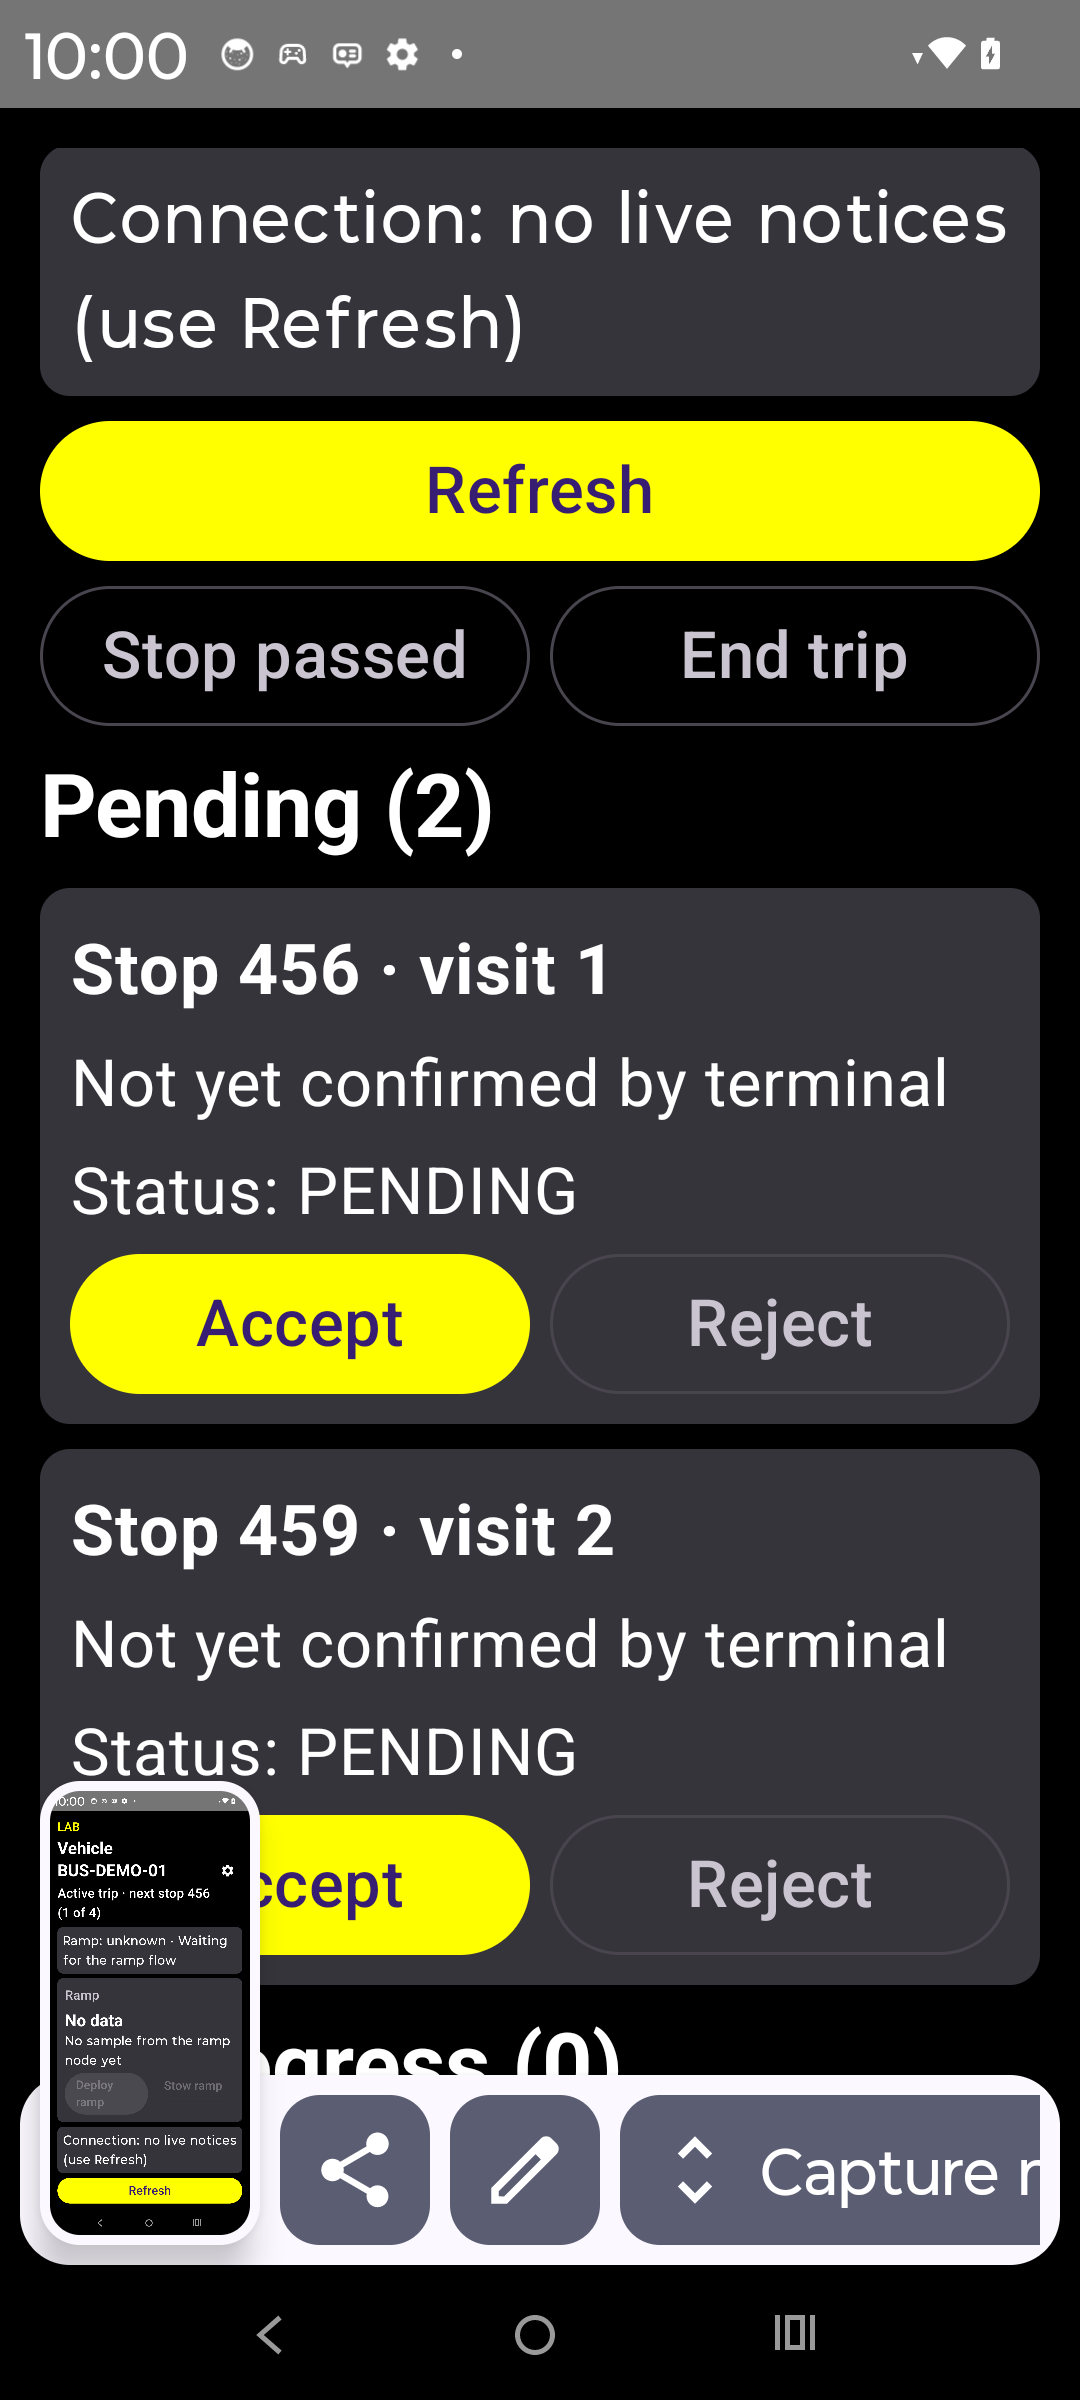 10:00
Connection: no live notices
(use Refresh)
Refresh
Stop passed
End trip
Pending (2)
Stop 456 · visit 1
Not yet confirmed by terminal
Status: PENDING
Accept
Reject
Stop 459 · visit 2
Not yet confirmed by terminal
Status: PENDING
ccept
Reject
gress (0)
LAB
Vehicle
BUS-DEMO-01
Active trip · next stop 456
(1 of 4)
Ramp: unknown · Waiting
for the ramp flow
Ramp
No data
No sample from the ramp
node yet
Deploy
ramp
Stow ramp
Connection: no live notices
(use Refresh)
Refresh
Capture